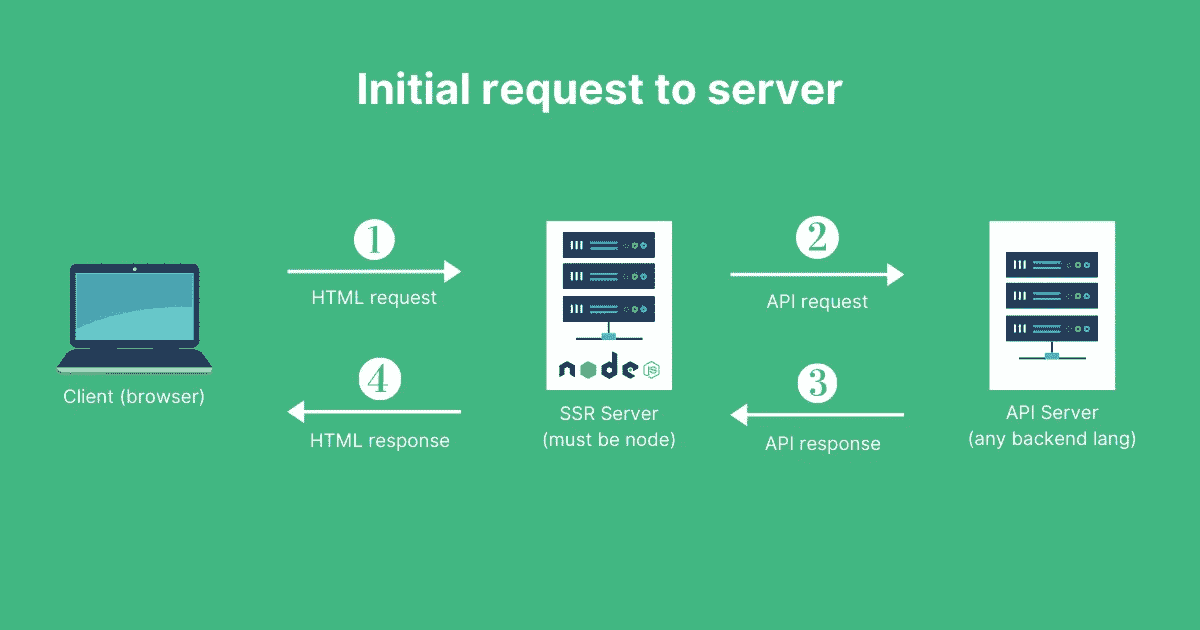 Initial request to server
1
HTML request
2
API request
4
HTML response
3
API response
Client (browser)
node JS
SSR Server
(must be node)
API Server
(any backend lang)